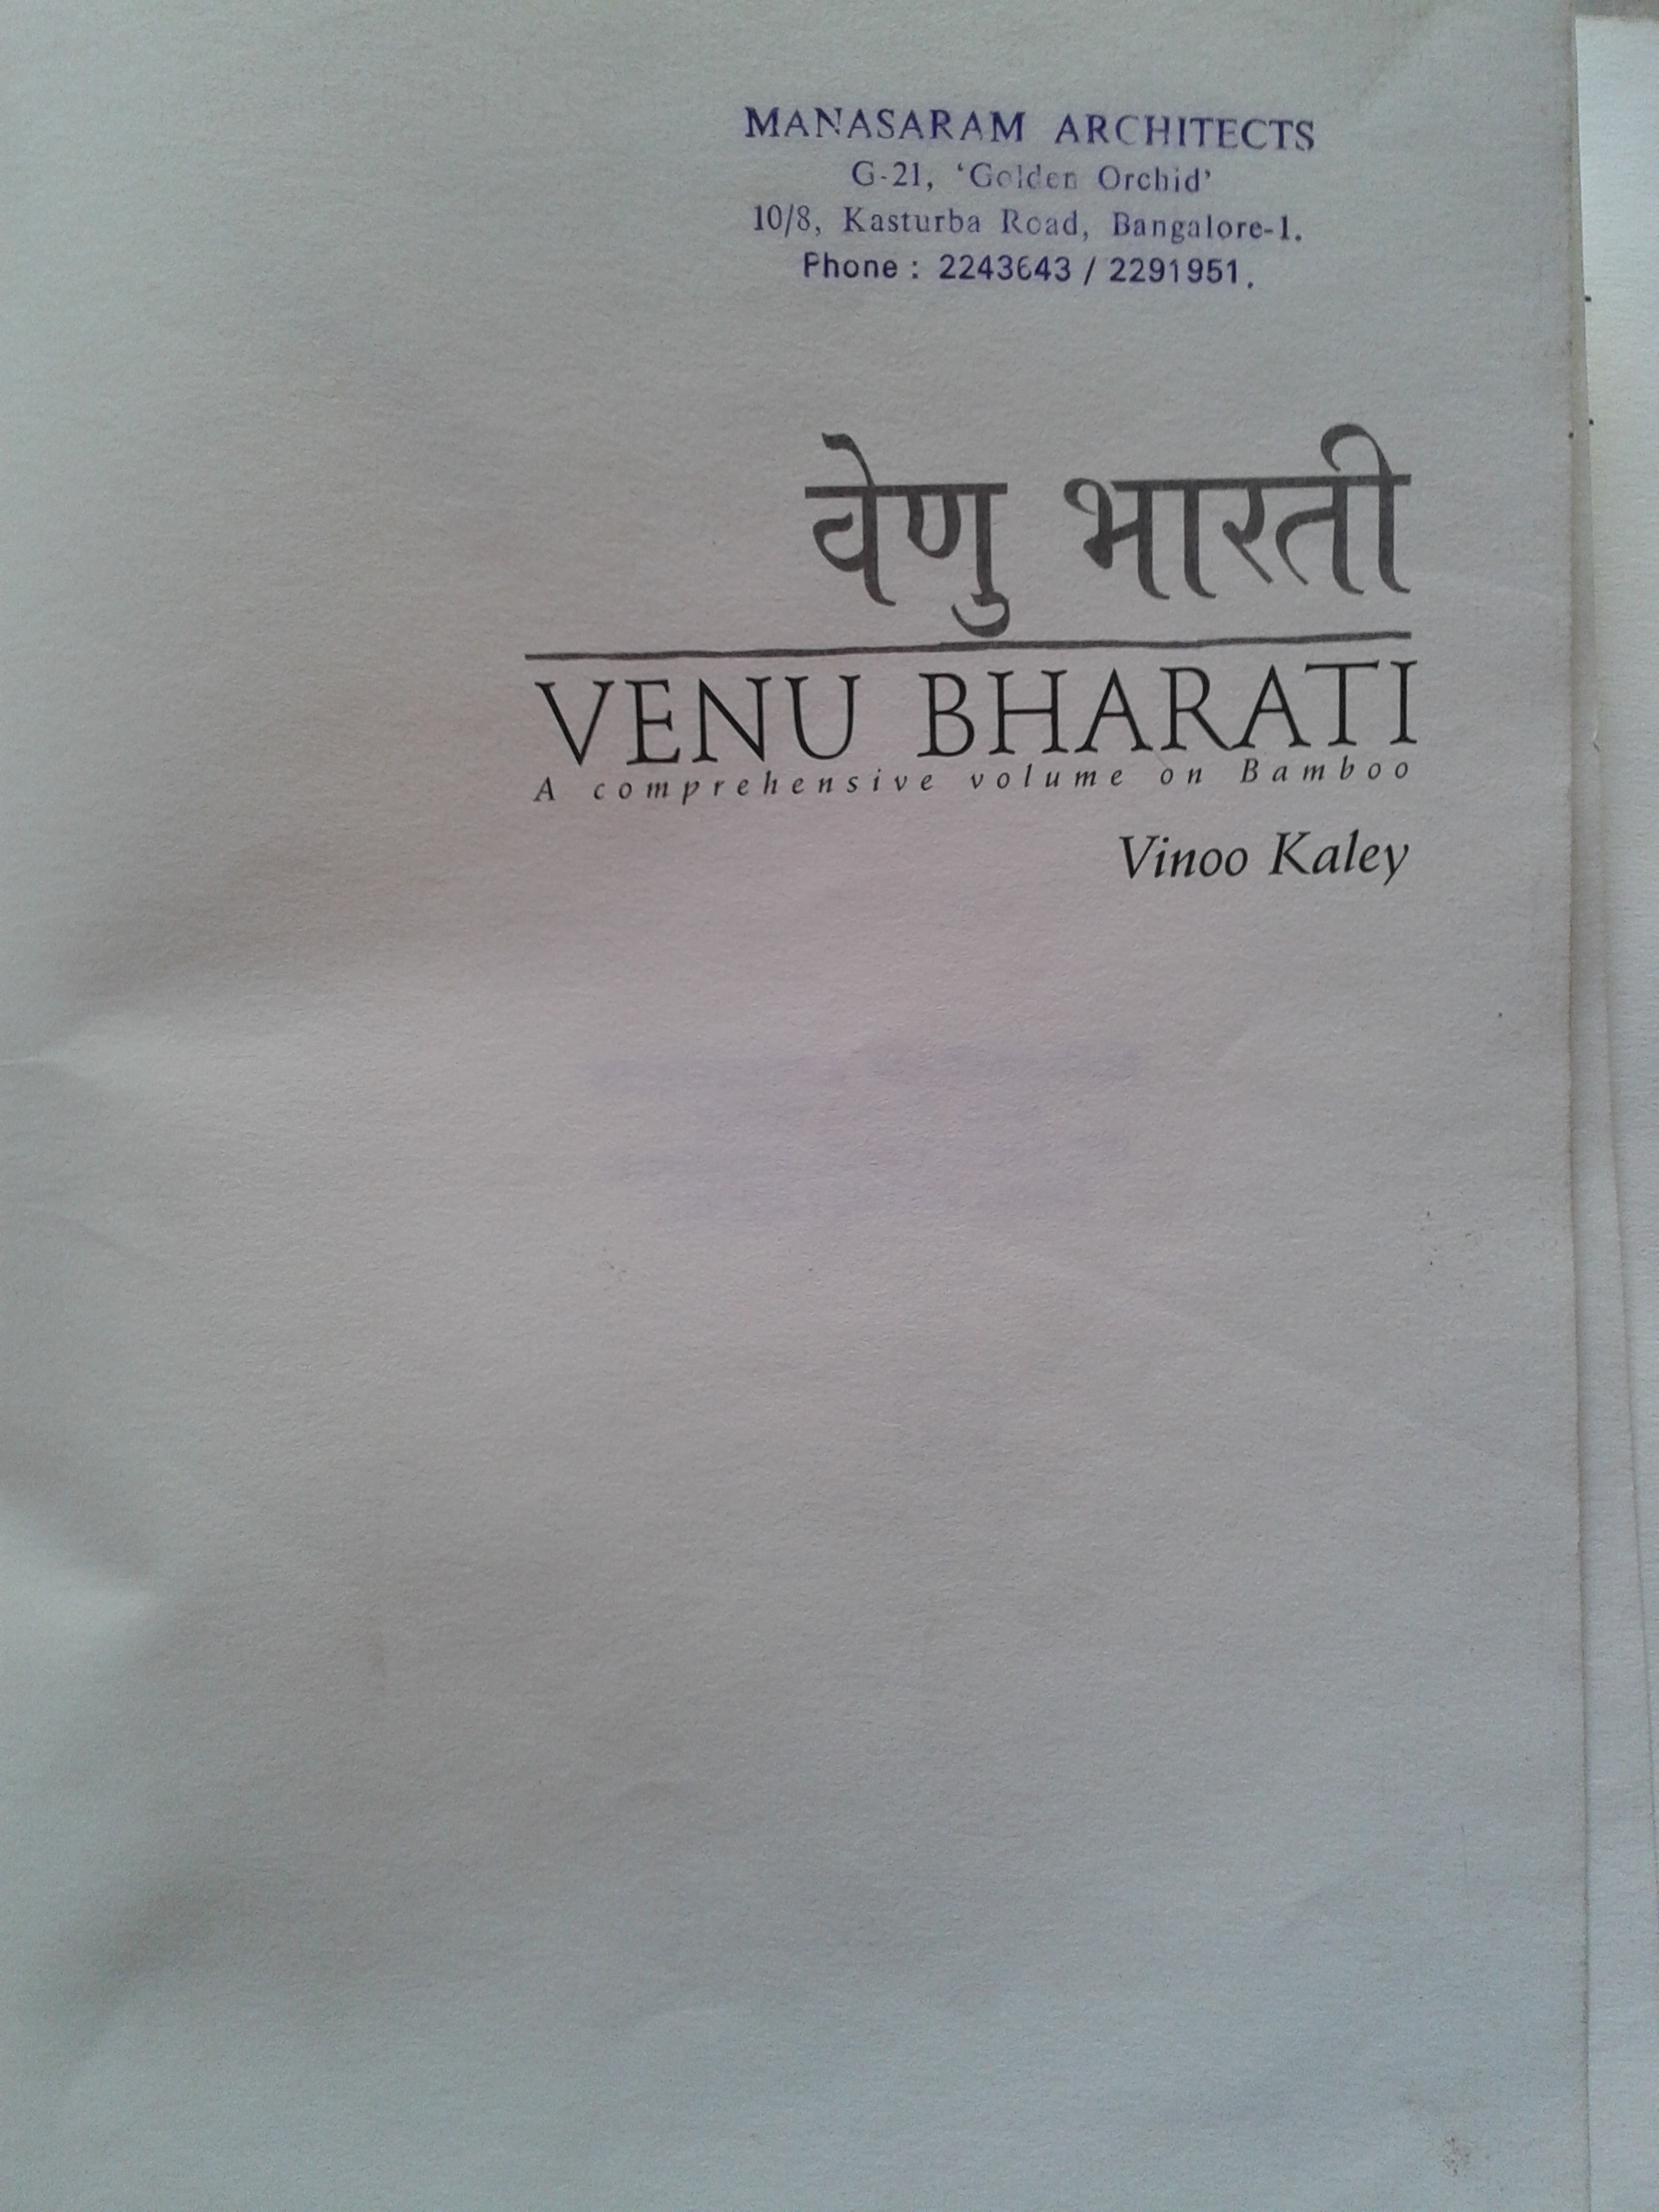 MANASARAM ARCHITECTS
G-21, ‘Golden Orchid’
10/8, Kasturba Road, Bangalore-1.
Phone : 2243643 / 2291951.
वेणु भारती
VENU BHARATI
A comprehensive volume on Bamboo
Vinoo Kaley